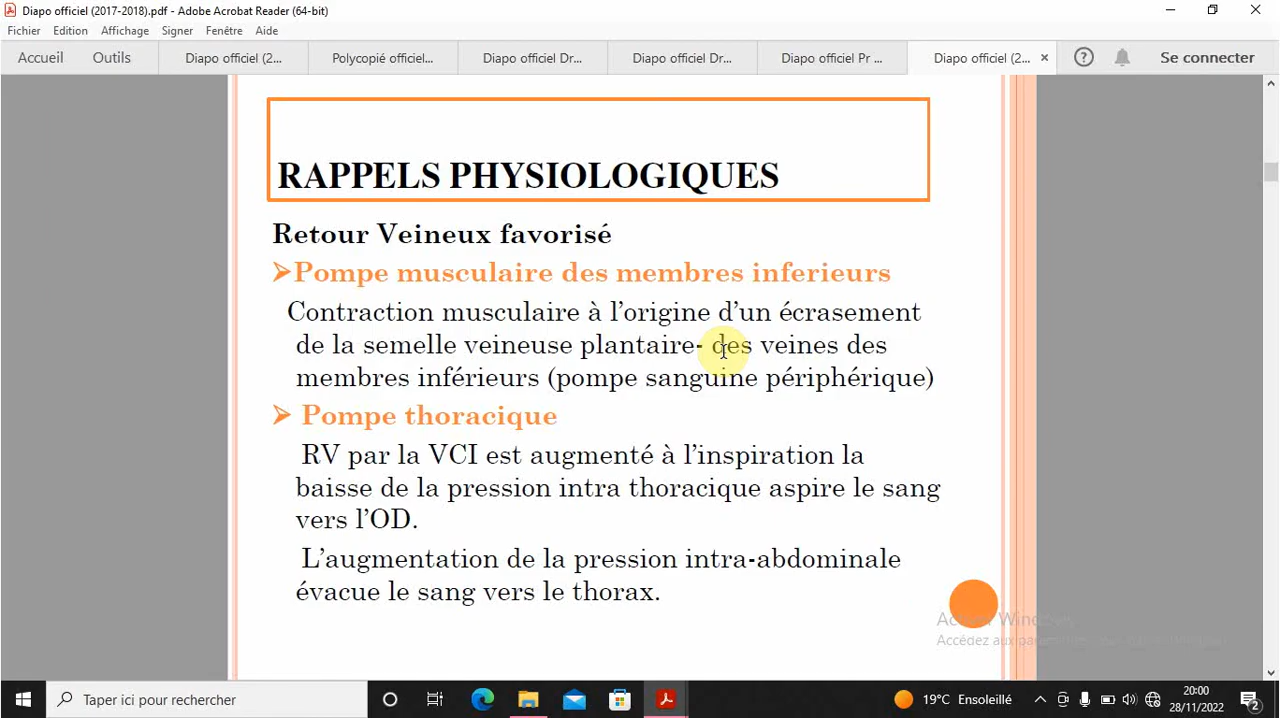 Diapo officiel (2017-2018).pdf - Adobe Acrobat Reader (64-bit)
Fichier Edition Affichage Signer Fenêtre Aide
Accueil Outils Diapo officiel (2... Polycopié officiel... Diapo officiel Dr... Diapo officiel Dr... Diapo officiel Pr ... Diapo officiel (2... × ? Se connecter
RAPPELS PHYSIOLOGIQUES
Retour Veineux favorisé
➢Pompe musculaire des membres inferieurs
Contraction musculaire à l'origine d'un écrasement
de la semelle veineuse plantaire- des veines des
membres inférieurs (pompe sanguine périphérique)
➢ Pompe thoracique
RV par la VCI est augmenté à l'inspiration la
baisse de la pression intra thoracique aspire le sang
vers l'OD.
L'augmentation de la pression intra-abdominale
évacue le sang vers le thorax.
Taper ici pour rechercher
19°C Ensoleillé
20:00
28/11/2022
2